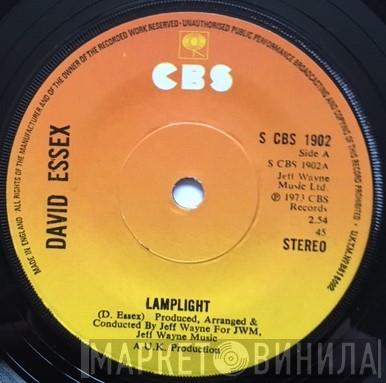 CBS
DAVID ESSEX
S CBS 1902
Side A
S CBS 1902A
Jeff Wayne
Music Ltd.
℗ 1973 CBS
Records
2.54
45
STEREO
LAMPLIGHT
(D. Essex) Produced, Arranged &
Conducted By Jeff Wayne For JWM,
Jeff Wayne Music
A U.K. Production
MADE IN ENGLAND · ALL RIGHTS OF THE MANUFACTURER AND OF THE OWNER OF THE RECORDED WORK RESERVED · UNAUTHORISED PUBLIC PERFORMANCE BROADCASTING AND COPYING OF THIS RECORD PROHIBITED
МАРКЕТ ВИНИЛА